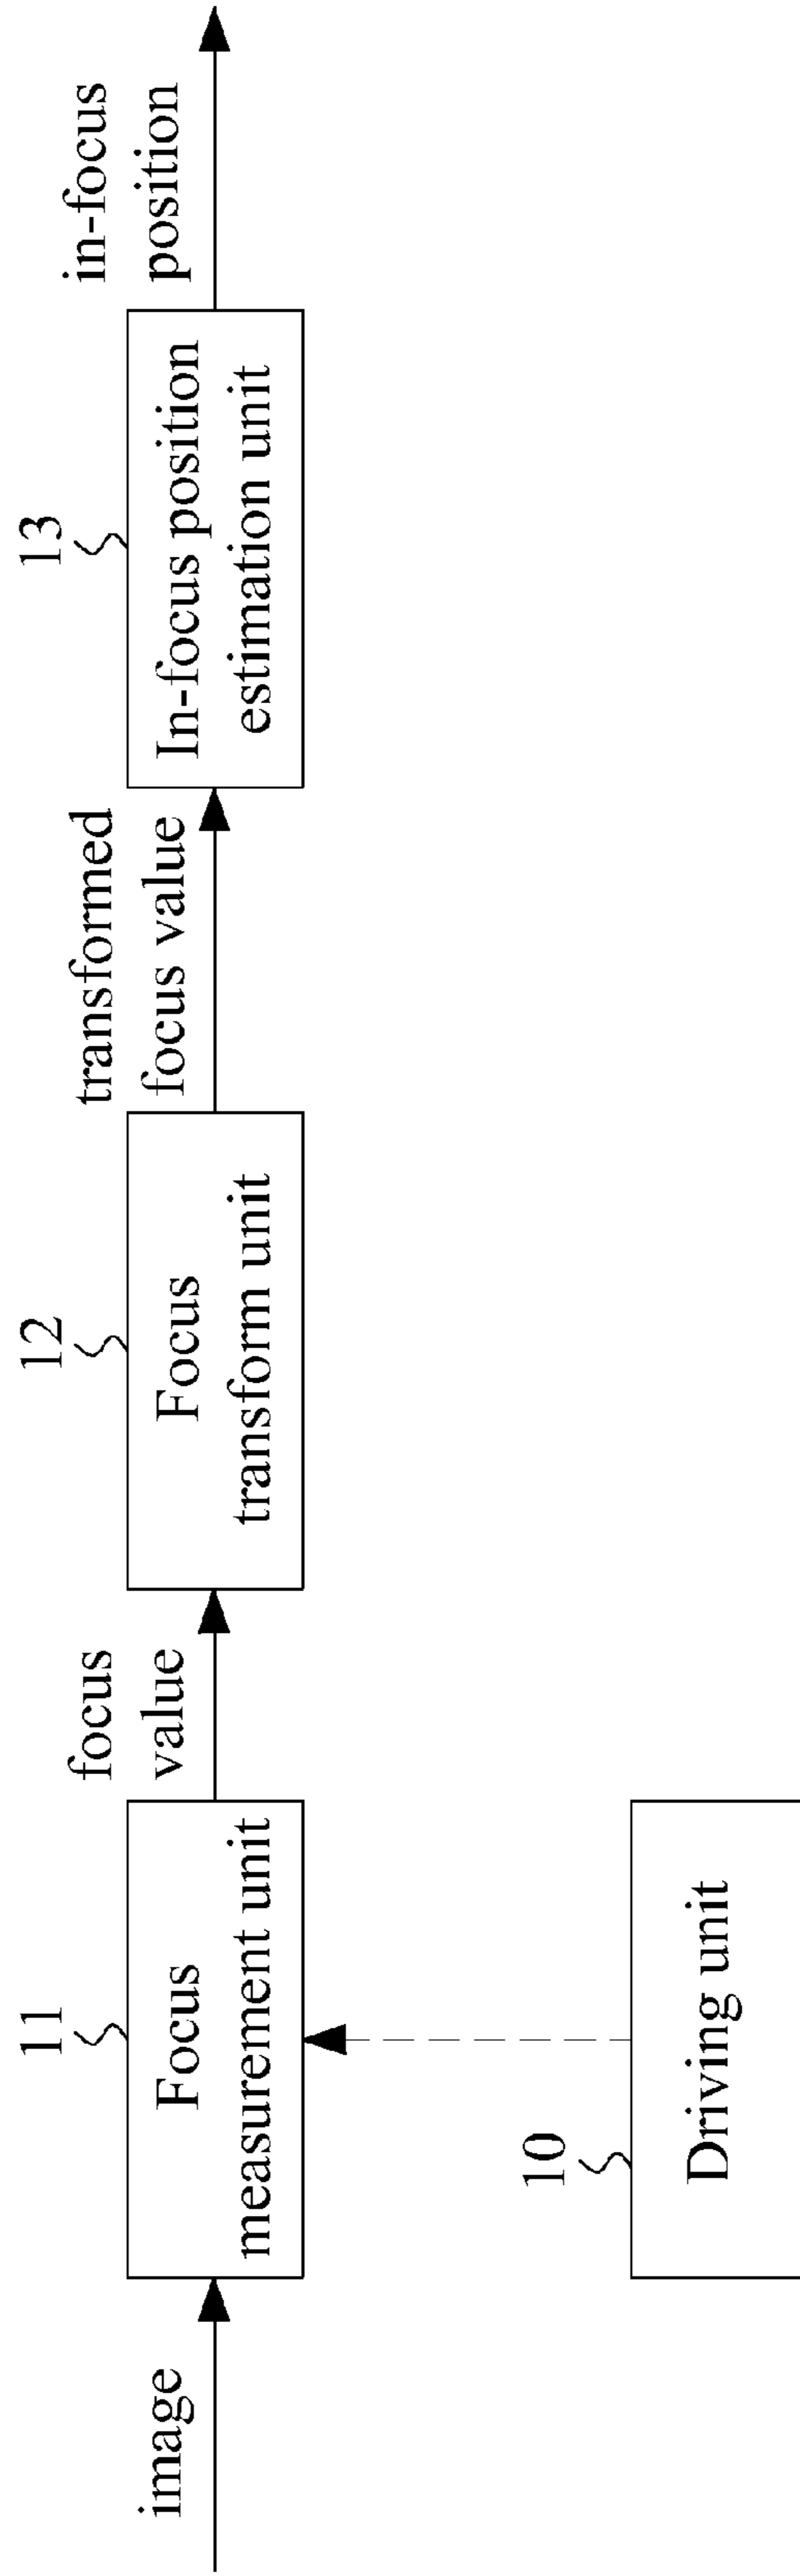 image
11
Focus
measurement unit
focus
value
12
Focus
transform unit
transformed
focus value
13
In-focus position
estimation unit
in-focus
position
10
Driving unit